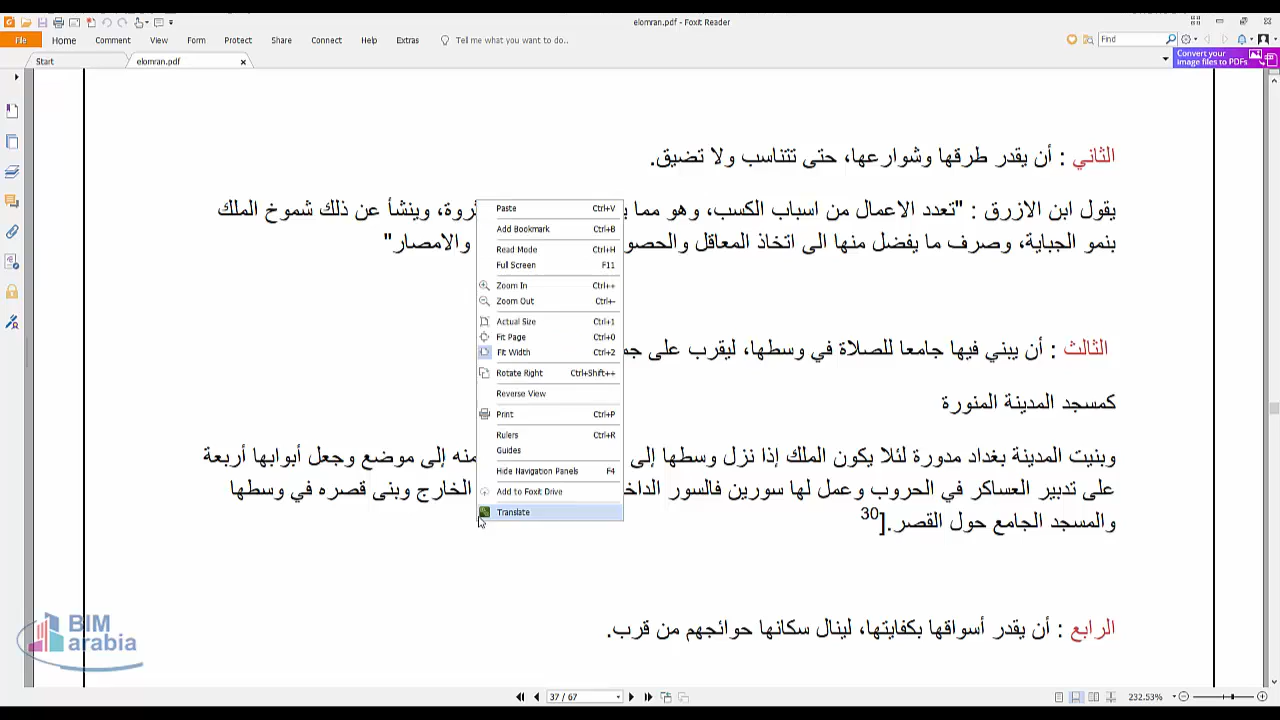 elomran.pdf - Foxit Reader
File Home Comment View Form Protect Share Connect Help Extras Tell me what you want to do.. Find
Convert your
image files to PDFs
Start elomran.pdf
الثاني : أن يقدر طرقها وشوارعها، حتى تتناسب ولا تضيق.
يقول ابن الازرق : "تعدد الاعمال من اسباب الكسب، وهو مما ثروة، وينشأ عن ذلك شموخ الملك
بنمو الجباية، وصرف ما يفضل منها الى اتخاذ المعاقل والحصو والامصار"
الثالث : أن يبني فيها جامعا للصلاة في وسطها، ليقرب على
كمسجد المدينة المنورة
وبنيت المدينة بغداد مدورة لئلا يكون الملك إذا نزل وسطها إلى منه إلى موضع وجعل أبوابها أربعة
على تدبير العساكر في الحروب وعمل لها سورين فالسور الداخ الخارج وبنى قصره في وسطها
والمسجد الجامع حول القصر.[30
الرابع : أن يقدر أسواقها بكفايتها، لينال سكانها حوائجهم من قرب.
Paste Ctrl+V
Add Bookmark Ctrl+B
Read Mode Ctrl+H
Full Screen F11
Zoom In Ctrl++
Zoom Out Ctrl+-
Actual Size Ctrl+1
Fit Page Ctrl+0
Fit Width Ctrl+2
Rotate Right Ctrl+Shift++
Reverse View
Print Ctrl+P
Rulers Ctrl+R
Guides
Hide Navigation Panels F4
Add to Foxit Drive
Translate
BIM
arabia
37 / 67
232.53%